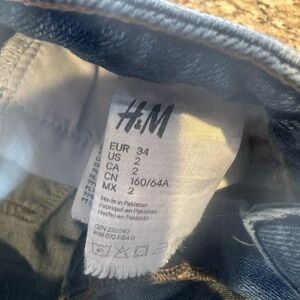 H&M
EUR 34
US 2
CA 2
CN 160/64A
MX 2
Made in Pakistan
Fabriqué en Pakistan
Hecho en Pakistán